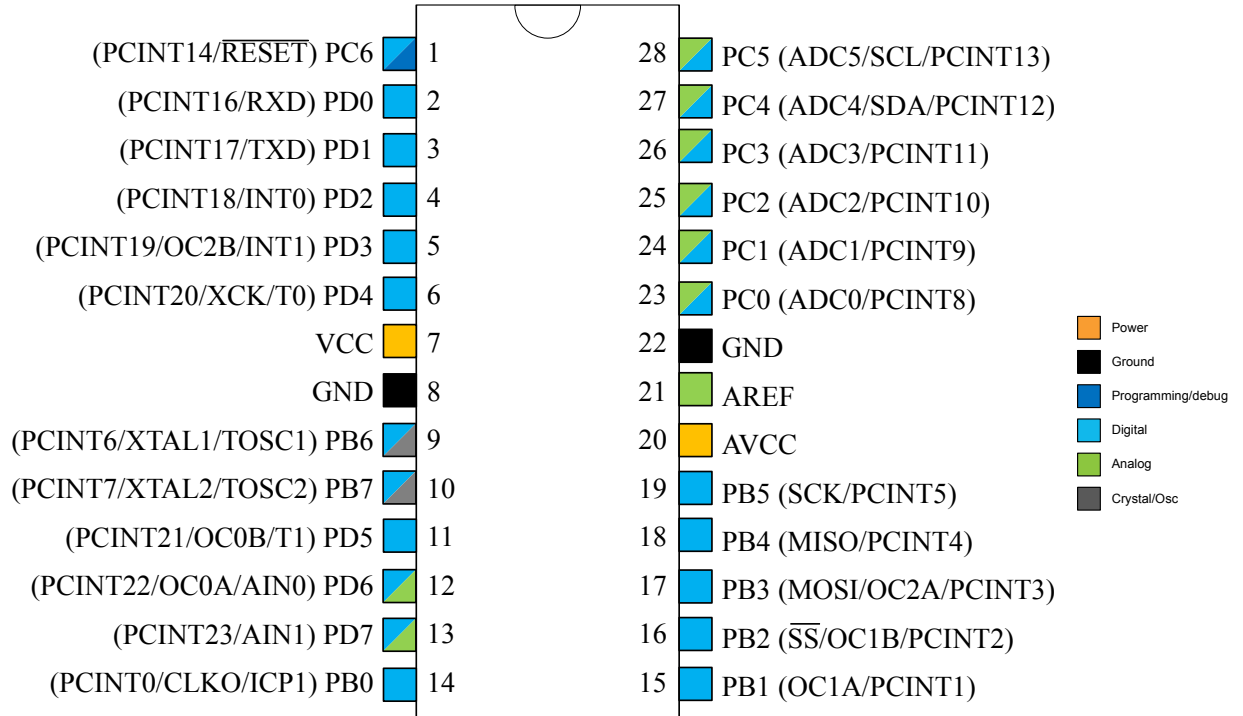 (PCINT14/RESET) PC6 1
(PCINT16/RXD) PD0 2
(PCINT17/TXD) PD1 3
(PCINT18/INT0) PD2 4
(PCINT19/OC2B/INT1) PD3 5
(PCINT20/XCK/T0) PD4 6
VCC 7
GND 8
(PCINT6/XTAL1/TOSC1) PB6 9
(PCINT7/XTAL2/TOSC2) PB7 10
(PCINT21/OC0B/T1) PD5 11
(PCINT22/OC0A/AIN0) PD6 12
(PCINT23/AIN1) PD7 13
(PCINT0/CLKO/ICP1) PB0 14
28 PC5 (ADC5/SCL/PCINT13)
27 PC4 (ADC4/SDA/PCINT12)
26 PC3 (ADC3/PCINT11)
25 PC2 (ADC2/PCINT10)
24 PC1 (ADC1/PCINT9)
23 PC0 (ADC0/PCINT8)
22 GND
21 AREF
20 AVCC
19 PB5 (SCK/PCINT5)
18 PB4 (MISO/PCINT4)
17 PB3 (MOSI/OC2A/PCINT3)
16 PB2 (SS/OC1B/PCINT2)
15 PB1 (OC1A/PCINT1)
Power
Ground
Programming/debug
Digital
Analog
Crystal/Osc